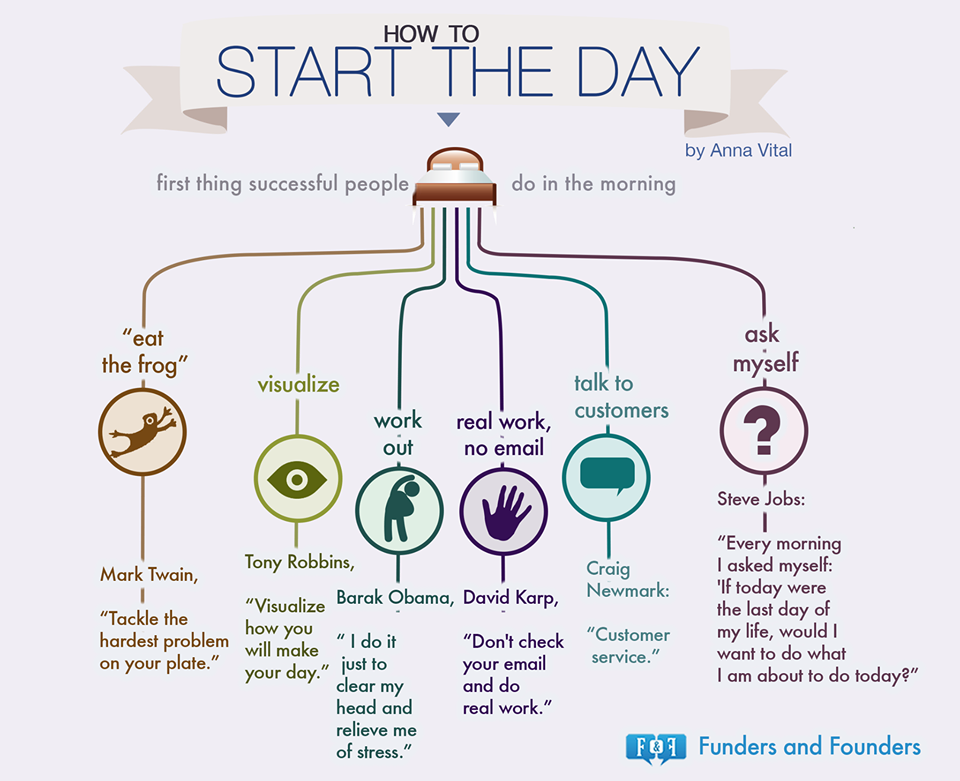 HOW TO
START THE DAY
by Anna Vital
first thing successful people do in the morning
“eat
the frog”
Mark Twain,
“Tackle the
hardest problem
on your plate.”
visualize
Tony Robbins,
“Visualize
how you
will make
your day.”
work
out
Barak Obama,
“ I do it
just to
clear my
head and
relieve me
of stress.”
real work,
no email
David Karp,
“Don't check
your email
and do
real work.”
talk to
customers
Craig
Newmark:
“Customer
service.”
ask
myself
?
Steve Jobs:
“Every morning
I asked myself:
'If today were
the last day of
my life, would I
want to do what
I am about to do today?”
F&F Funders and Founders